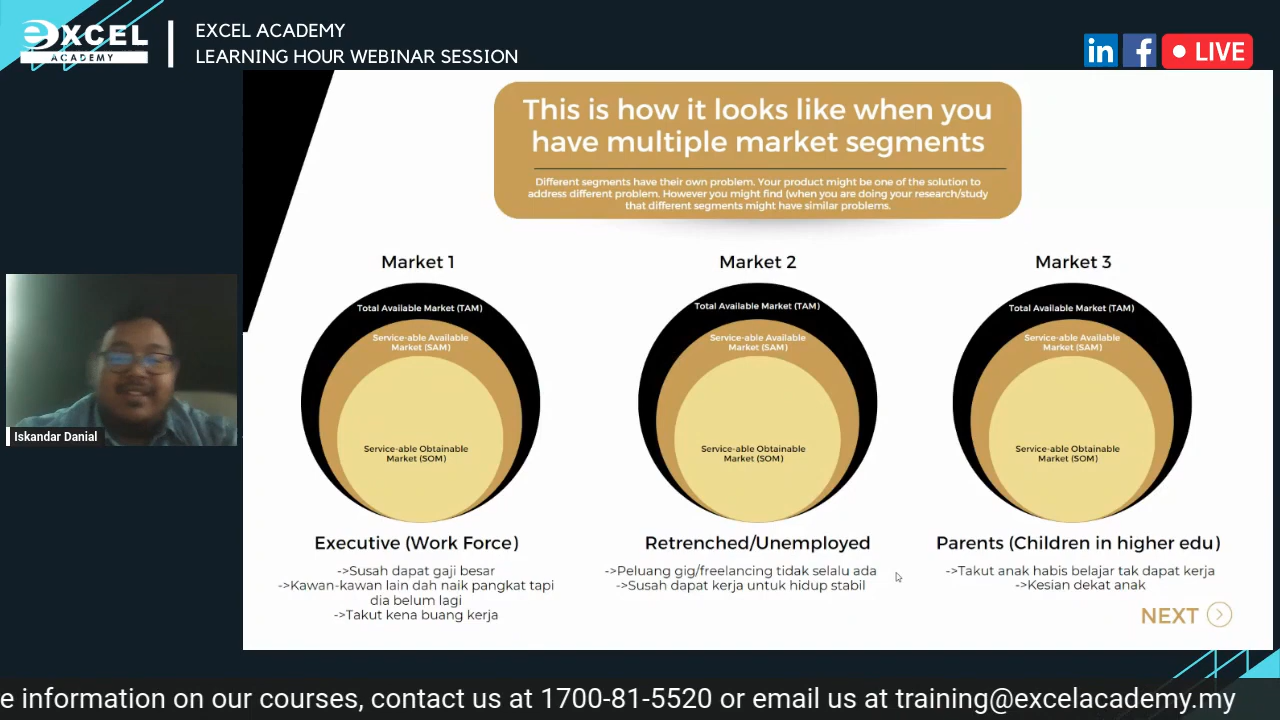 eXCEL
ACADEMY
EXCEL ACADEMY
LEARNING HOUR WEBINAR SESSION
in
f
LIVE
This is how it looks like when you
have multiple market segments
Different segments have their own problem. Your product might be one of the solution to
address different problem. However you might find (when you are doing your research/study
that different segments might have similar problems.
Market 1
Total Available Market (TAM)
Service-able Available
Market (SAM)
Service-able Obtainable
Market (SOM)
Executive (Work Force)
->Susah dapat gaji besar
->Kawan-kawan lain dah naik pangkat tapi
dia belum lagi
->Takut kena buang kerja
Market 2
Total Available Market (TAM)
Service-able Available
Market (SAM)
Service-able Obtainable
Market (SOM)
Retrenched/Unemployed
->Peluang gig/freelancing tidak selalu ada
->Susah dapat kerja untuk hidup stabil
Market 3
Total Available Market (TAM)
Service-able Available
Market (SAM)
Service-able Obtainable
Market (SOM)
Parents (Children in higher edu)
->Takut anak habis belajar tak dapat kerja
->Kesian dekat anak
NEXT
Iskandar Danial
e information on our courses, contact us at 1700-81-5520 or email us at training@excelacademy.my